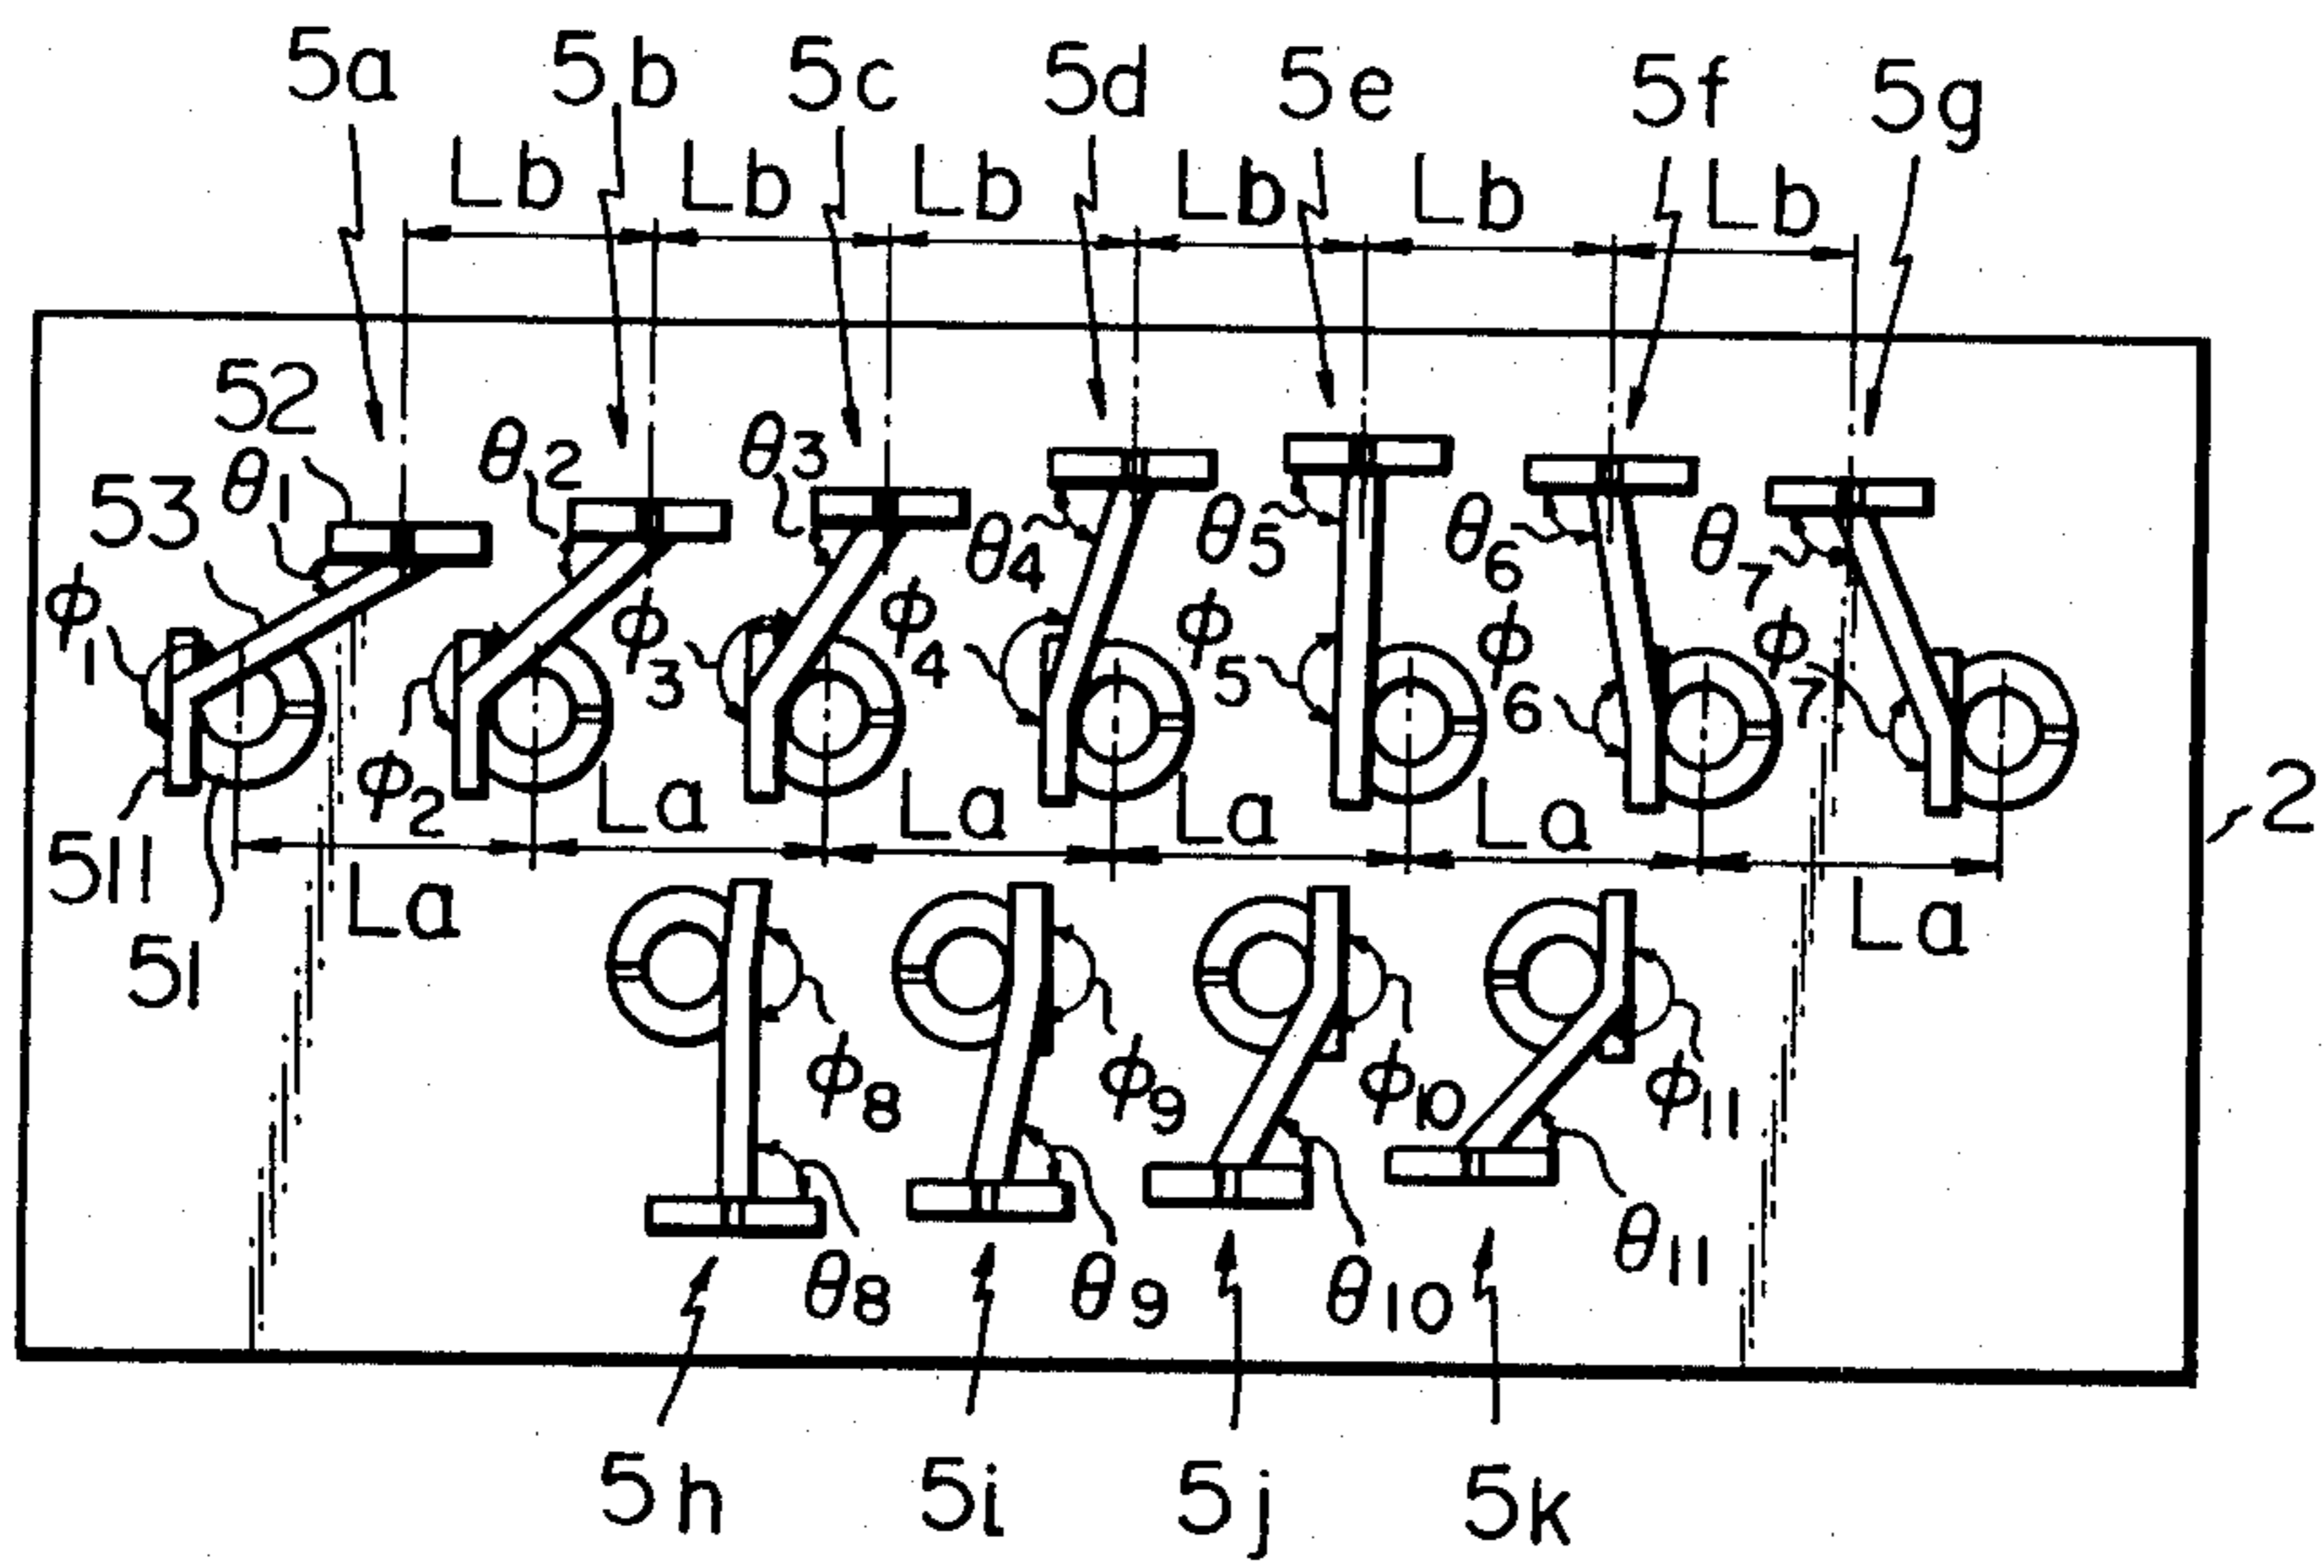 5a 5b 5c 5d 5e 5f 5g
Lb Lb Lb Lb Lb Lb
52
53 θ1 θ2 θ3 θ4 θ5 θ6 θ7
ϕ1 ϕ2 ϕ3 ϕ4 ϕ5 ϕ6 ϕ7
511 La La La La 2
51 La La
ϕ8 ϕ9 ϕ10 ϕ11
θ8 θ9 θ10 θ11
5h 5i 5j 5k